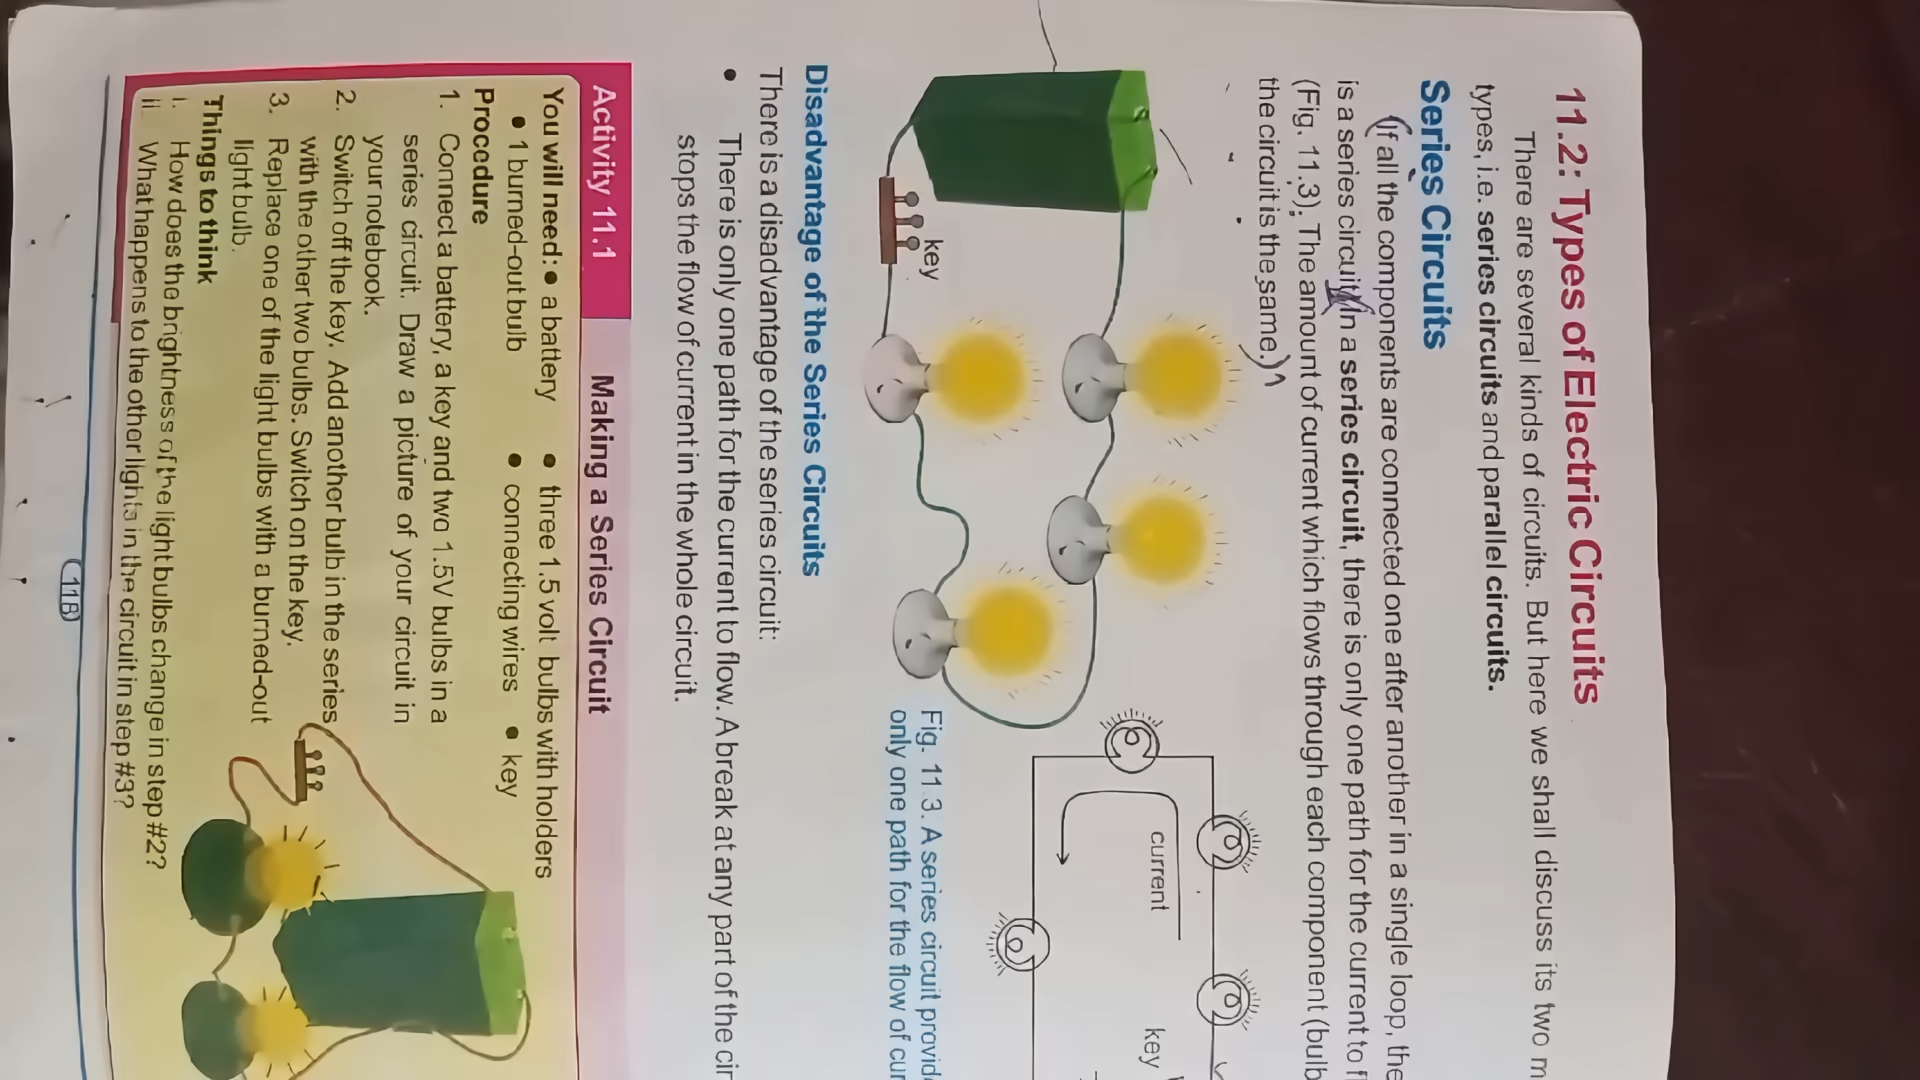 11.2: Types of Electric Circuits
There are several kinds of circuits. But here we shall discuss its two m
types, i.e. series circuits and parallel circuits.
Series Circuits
(If all the components are connected one after another in a single loop, the
is a series circuit. In a series circuit, there is only one path for the current to f
(Fig. 11.3). The amount of current which flows through each component (bulb
the circuit is the same.)
key
current
key
Fig. 11.3. A series circuit provid
only one path for the flow of cur
Disadvantage of the Series Circuits
There is a disadvantage of the series circuit:
• There is only one path for the current to flow. A break at any part of the cir
stops the flow of current in the whole circuit.
Activity 11.1 Making a Series Circuit
You will need: • a battery • three 1.5 volt bulbs with holders
• 1 burned-out bulb • connecting wires • key
Procedure
1. Connect a battery, a key and two 1.5V bulbs in a
series circuit. Draw a picture of your circuit in
your notebook.
2. Switch off the key. Add another bulb in the series
with the other two bulbs. Switch on the key.
3. Replace one of the light bulbs with a burned-out
light bulb.
Things to think
i. How does the brightness of the light bulbs change in step #2?
ii What happens to the other lights in the circuit in step #3?